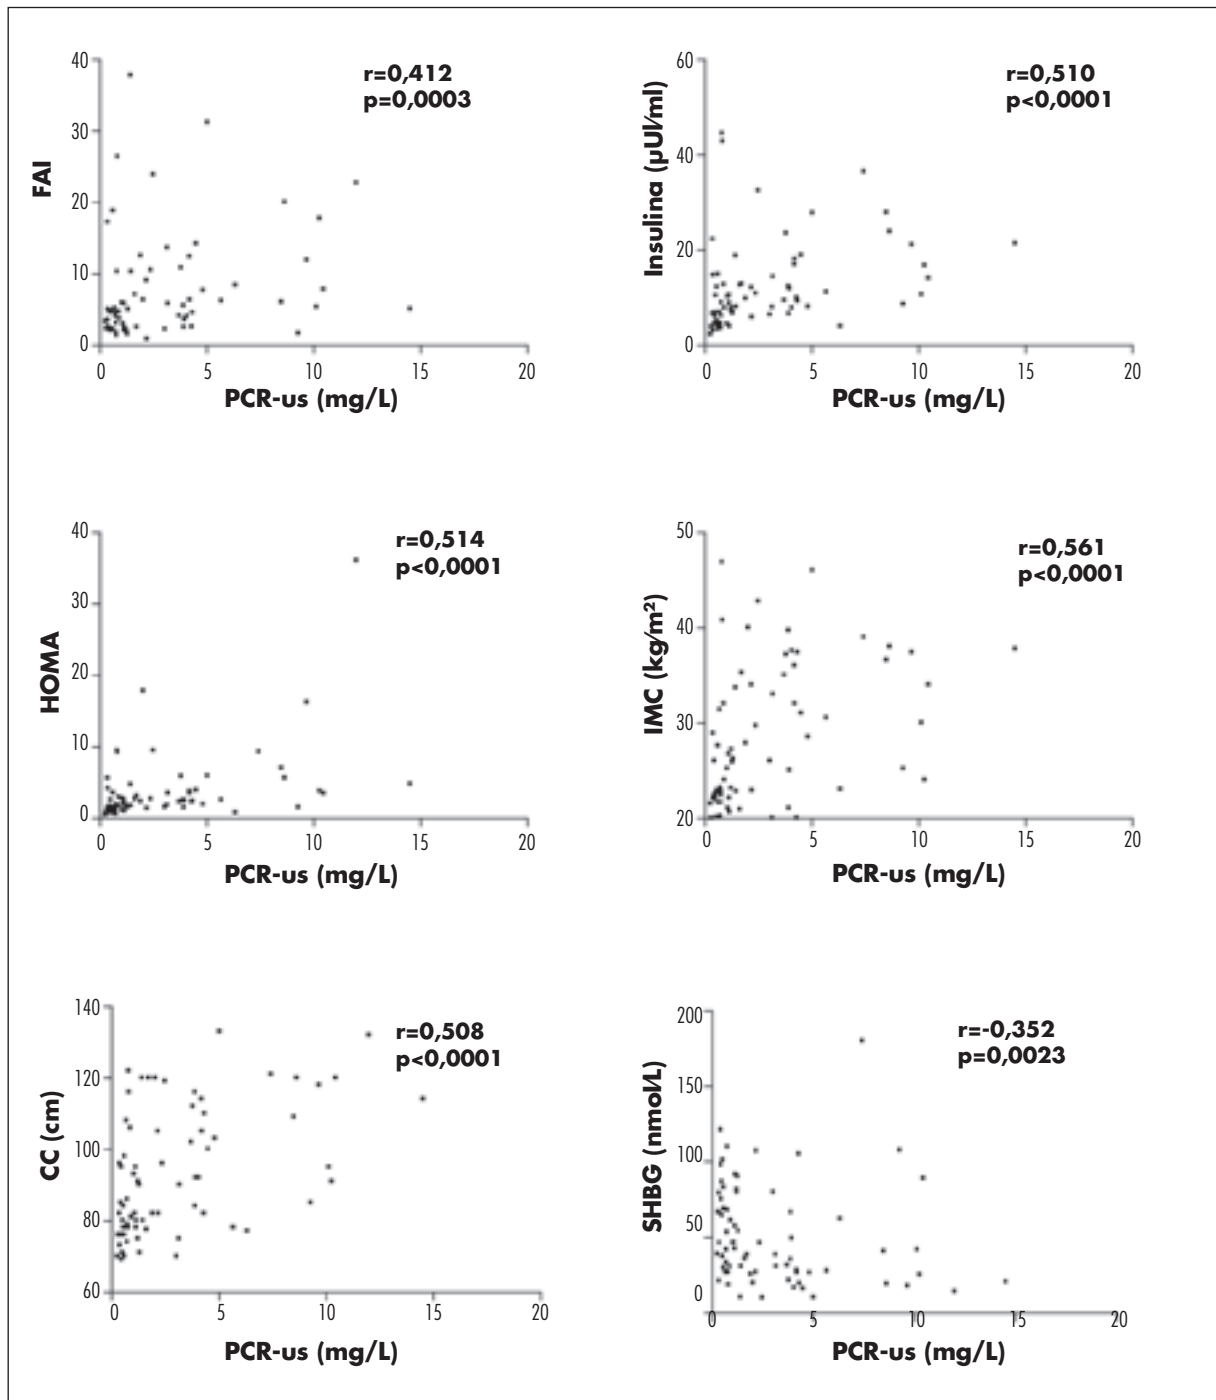 FAI
40
30
20
10
0
r=0,412
p=0,0003
0 5 10 15 20
PCR-us (mg/L)
Insulina (µUI/ml)
60
40
20
0
r=0,510
p<0,0001
0 5 10 15 20
PCR-us (mg/L)
HOMA
40
30
20
10
0
r=0,514
p<0,0001
0 5 10 15 20
PCR-us (mg/L)
IMC (kg/m²)
50
40
30
20
r=0,561
p<0,0001
0 5 10 15 20
PCR-us (mg/L)
CC (cm)
140
120
100
80
60
r=0,508
p<0,0001
0 5 10 15 20
PCR-us (mg/L)
SHBG (nmol/L)
200
150
100
50
0
r=-0,352
p=0,0023
0 5 10 15 20
PCR-us (mg/L)